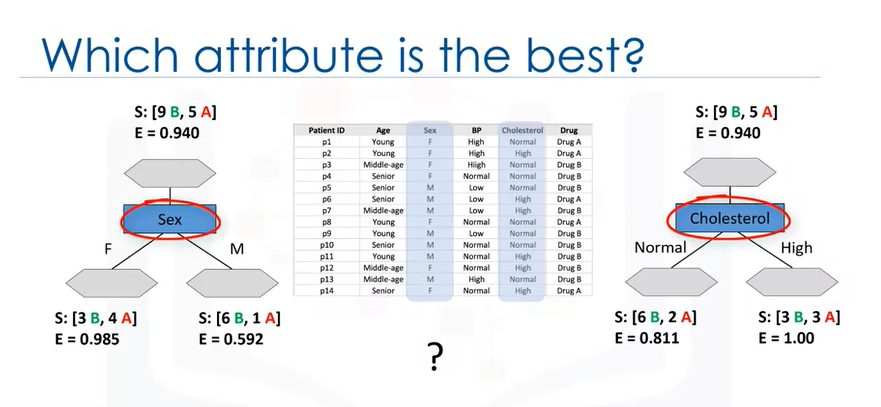 Which attribute is the best?
S: [9 B, 5 A]
E = 0.940
Sex
F
M
S: [3 B, 4 A]
E = 0.985
S: [6 B, 1 A]
E = 0.592
Patient ID Age Sex BP Cholesterol Drug
p1 Young F High Normal Drug A
p2 Young F High High Drug A
p3 Middle-age F Hiigh Normal Drug B
p4 Senior F Normal Normal Drug B
p5 Senior M Low Normal Drug B
p6 Senior M Low High Drug A
p7 Middle-age M Low High Drug B
p8 Young F Normal Normal Drug A
p9 Young M Low Normal Drug B
p10 Senior M Normal Normal Drug B
p11 Young M Normal High Drug B
p12 Middle-age F Normal High Drug B
p13 Middle-age M High Normal Drug B
p14 Senior F Normal High Drug A
?
S: [9 B, 5 A]
E = 0.940
Cholesterol
Normal
High
S: [6 B, 2 A]
E = 0.811
S: [3 B, 3 A]
E = 1.00